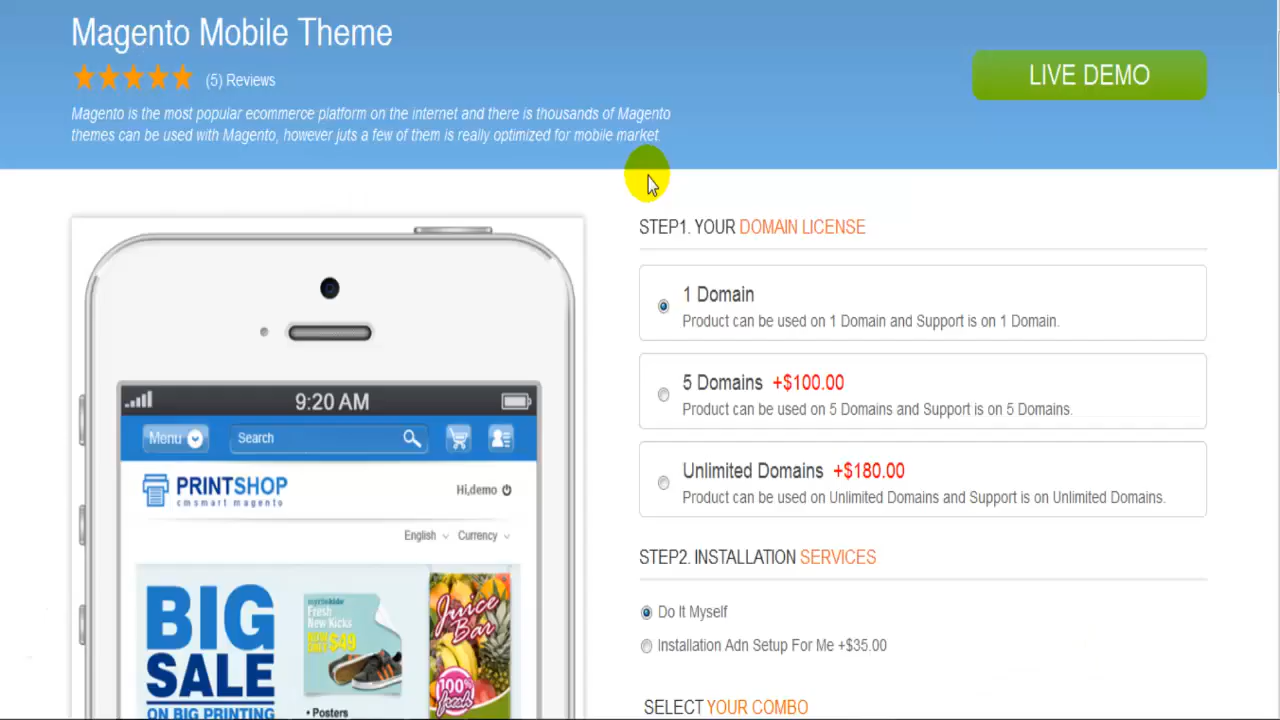 Magento Mobile Theme
(5) Reviews
LIVE DEMO
Magento is the most popular ecommerce platform on the internet and there is thousands of Magento
themes can be used with Magento, however juts a few of them is really optimized for mobile market.
9:20 AM
Menu
Search
PRINTSHOP
cmsmart magento
Hi,demo
English
Currency
BIG
SALE
ON BIG PRINTING
Fresh
New Kicks
$49
• Posters
Juice
Bar
100%
fresh
STEP1. YOUR DOMAIN LICENSE
1 Domain
Product can be used on 1 Domain and Support is on 1 Domain.
5 Domains +$100.00
Product can be used on 5 Domains and Support is on 5 Domains.
Unlimited Domains +$180.00
Product can be used on Unlimited Domains and Support is on Unlimited Domains.
STEP2. INSTALLATION SERVICES
Do It Myself
Installation Adn Setup For Me +$35.00
SELECT YOUR COMBO